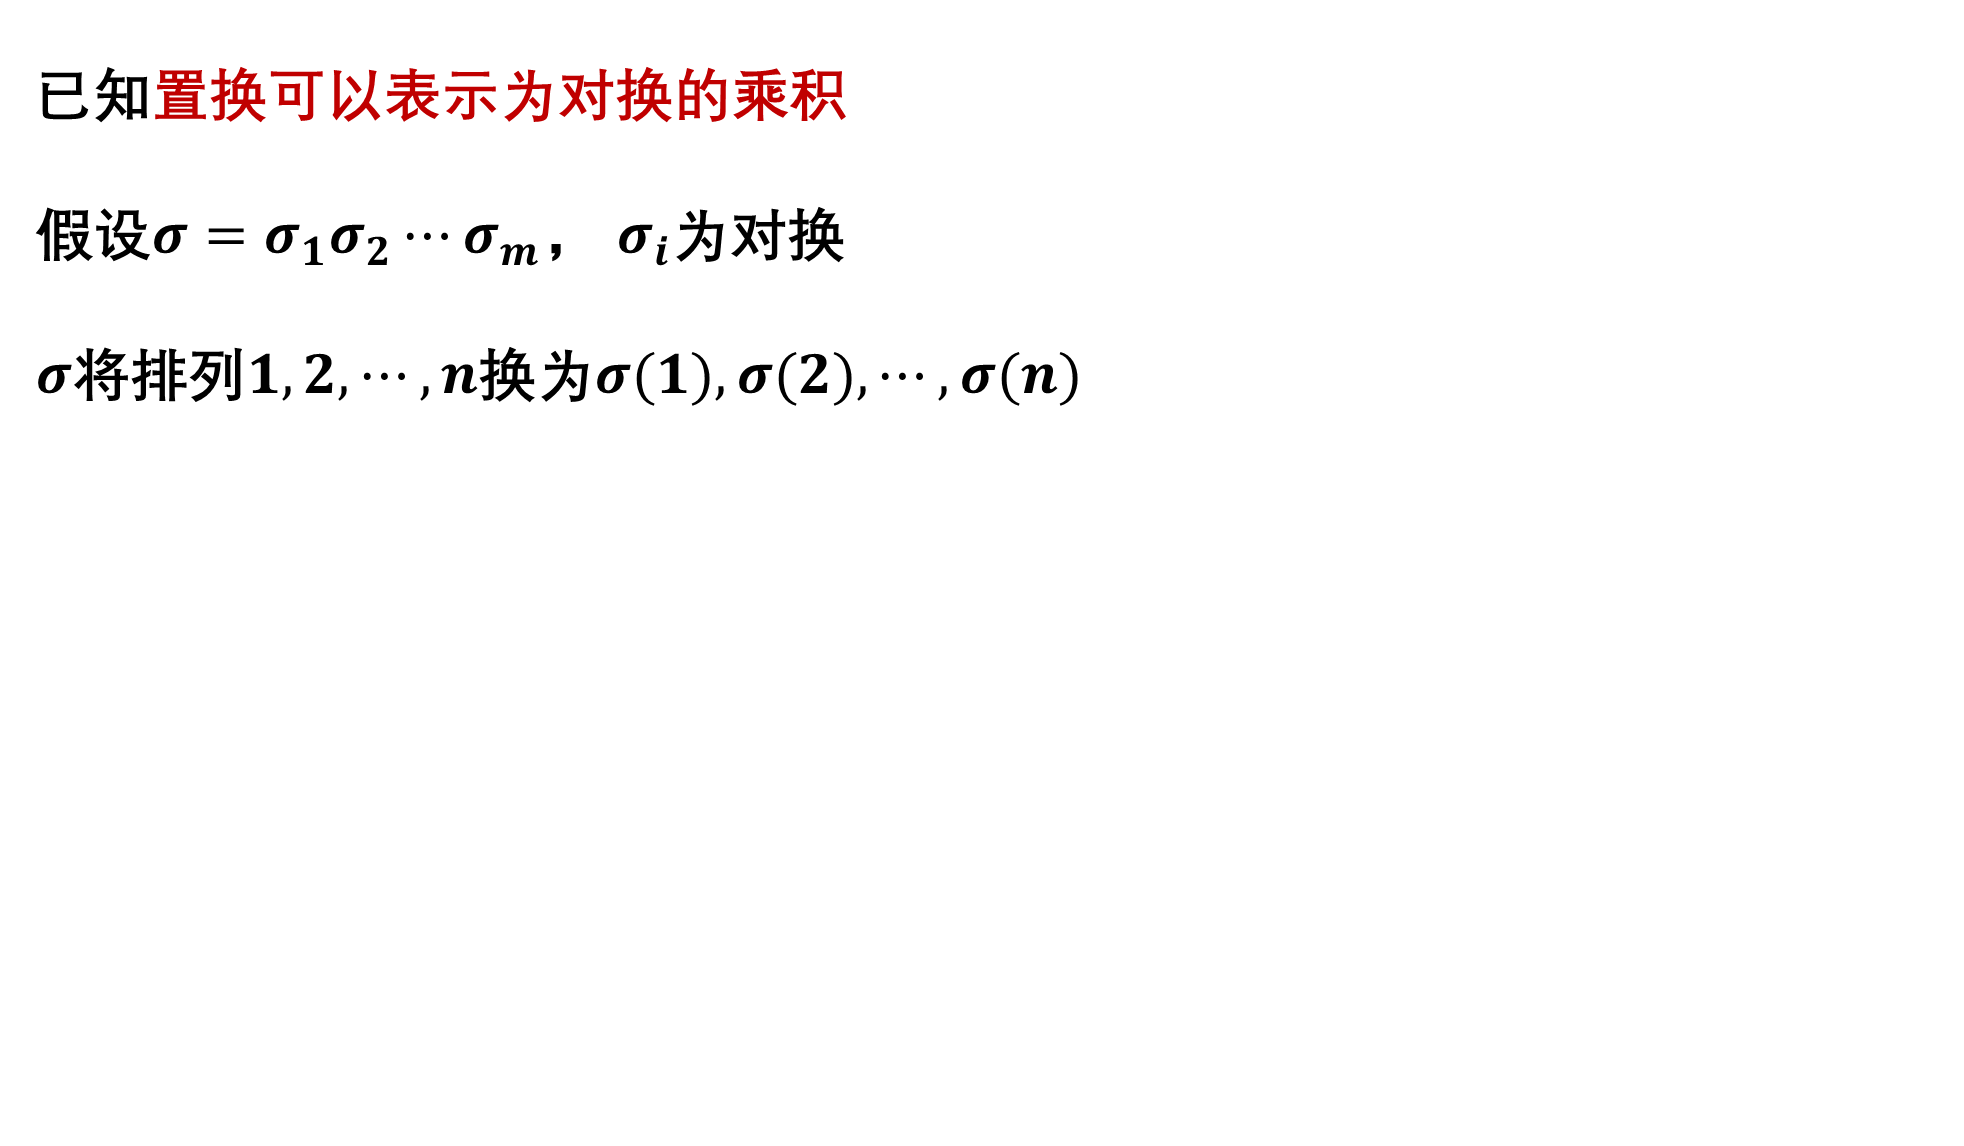 已知置换可以表示为对换的乘积
假设σ = σ₁σ₂ ⋯ σₘ， σᵢ为对换
σ将排列1, 2, ⋯ , n换为σ(1), σ(2), ⋯ , σ(n)